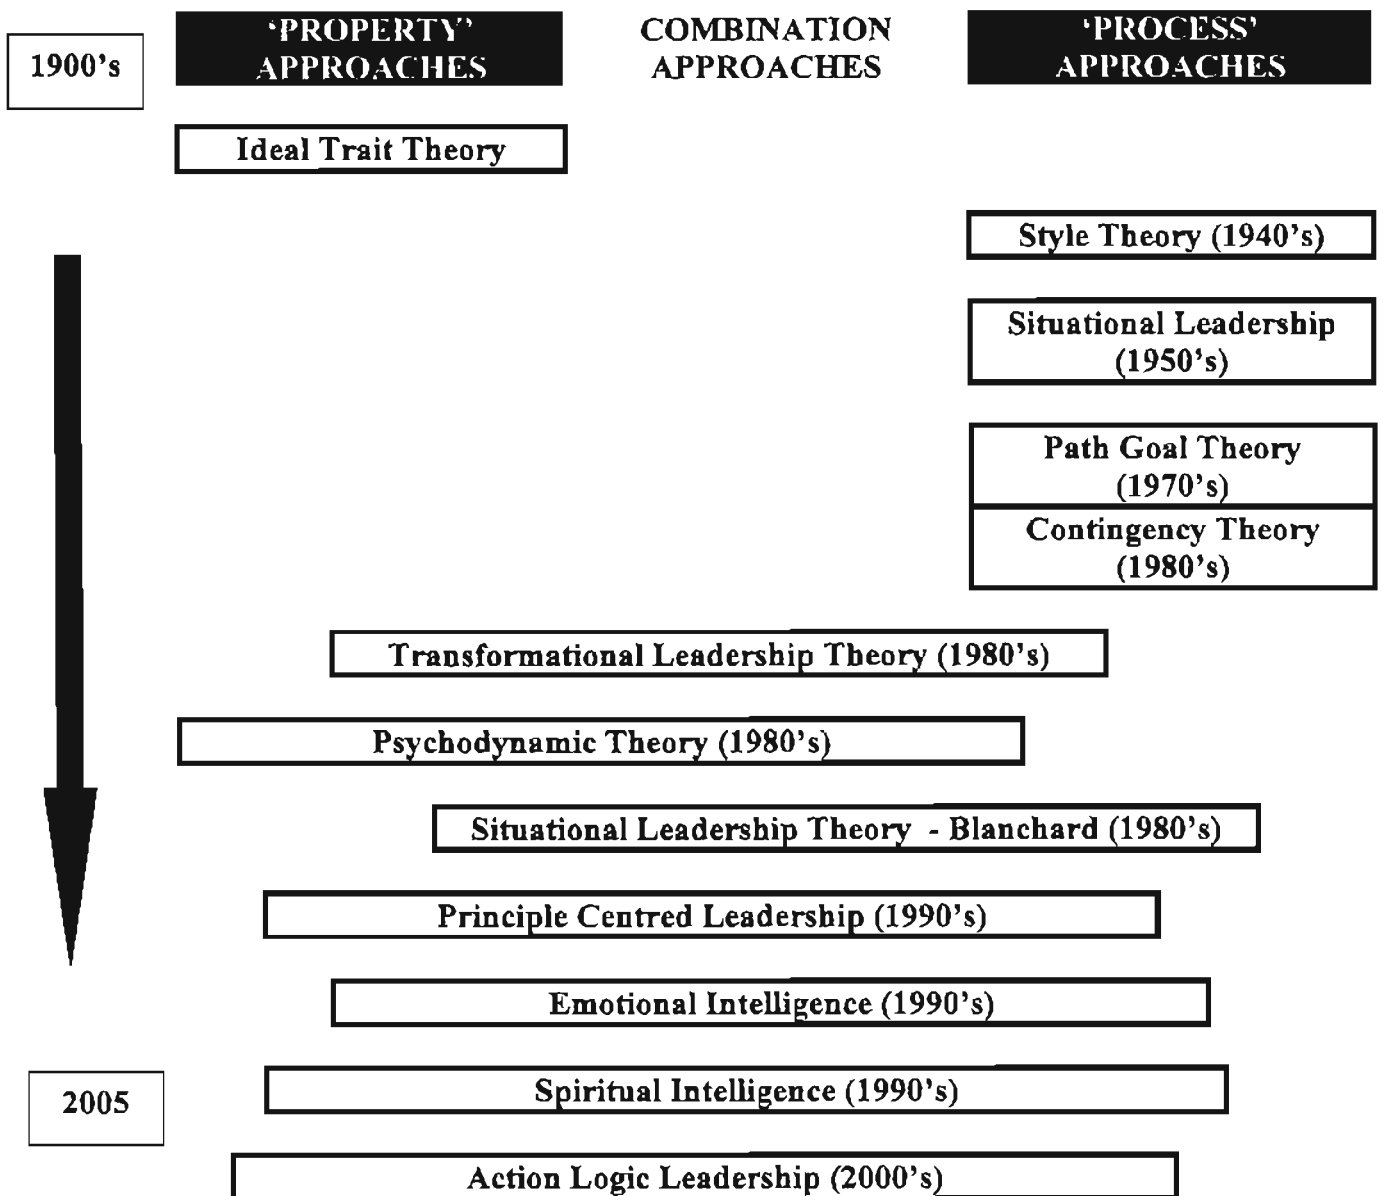 1900's
'PROPERTY'
APPROACHES
COMBINATION
APPROACHES
'PROCESS'
APPROACHES
Ideal Trait Theory
Style Theory (1940's)
Situational Leadership
(1950's)
Path Goal Theory
(1970's)
Contingency Theory
(1980's)
Transformational Leadership Theory (1980's)
Psychodynamic Theory (1980's)
Situational Leadership Theory - Blanchard (1980's)
Principle Centred Leadership (1990's)
Emotional Intelligence (1990's)
Spiritual Intelligence (1990's)
2005
Action Logic Leadership (2000's)